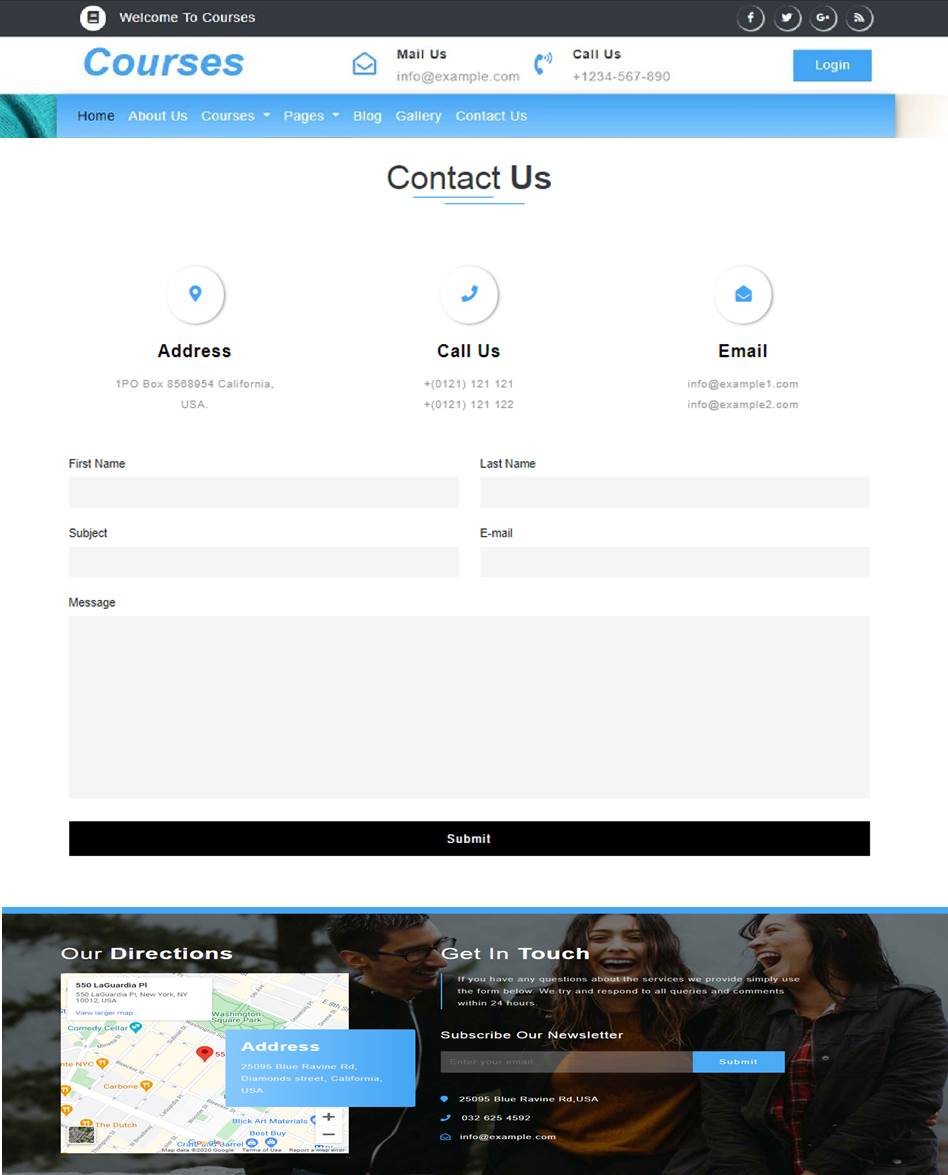 Welcome To Courses
Courses
Mail Us
info@example.com
Call Us
+1234-567-890
Login
Home About Us Courses Pages Blog Gallery Contact Us
Contact Us
Address
1PO Box 8568954 California,
USA.
Call Us
+(0121) 121 121
+(0121) 121 122
Email
info@example1.com
info@example2.com
First Name
Last Name
Subject
E-mail
Message
Submit
Our Directions
550 LaGuardia Pl
550 LaGuardia Pl, New York, NY
10012, USA
View larger map
Washington
Square Park
Comedy Cellar
55
nte NYC
Carbone
The Dutch
Blick Art Materials
Best Buy
Crate and Barrel
Google
Map data ©2020 Google Terms of Use Report a map error
Address
25095 Blue Ravine Rd,
Diamonds street, California,
USA
Get In Touch
If you have any questions about the services we provide simply use
the form below. We try and respond to all queries and comments
within 24 hours.
Subscribe Our Newsletter
Enter your email...
Submit
25095 Blue Ravine Rd,USA
032 625 4592
info@example.com